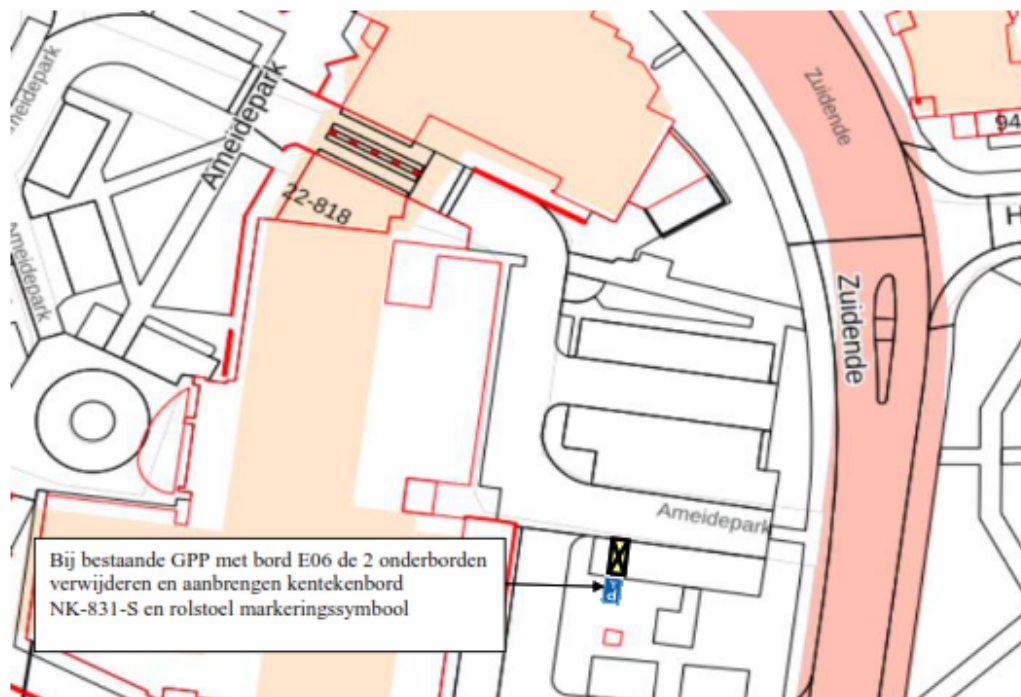 Ameidepark
Zuidende
94
Ameidepark
22-818
H
Ameidepark
Zuidende
Ameidepark
Bij bestaande GPP met bord E06 de 2 onderborden
verwijderen en aanbrengen kentekenbord
NK-831-S en rolstoel markeringssymbool
P